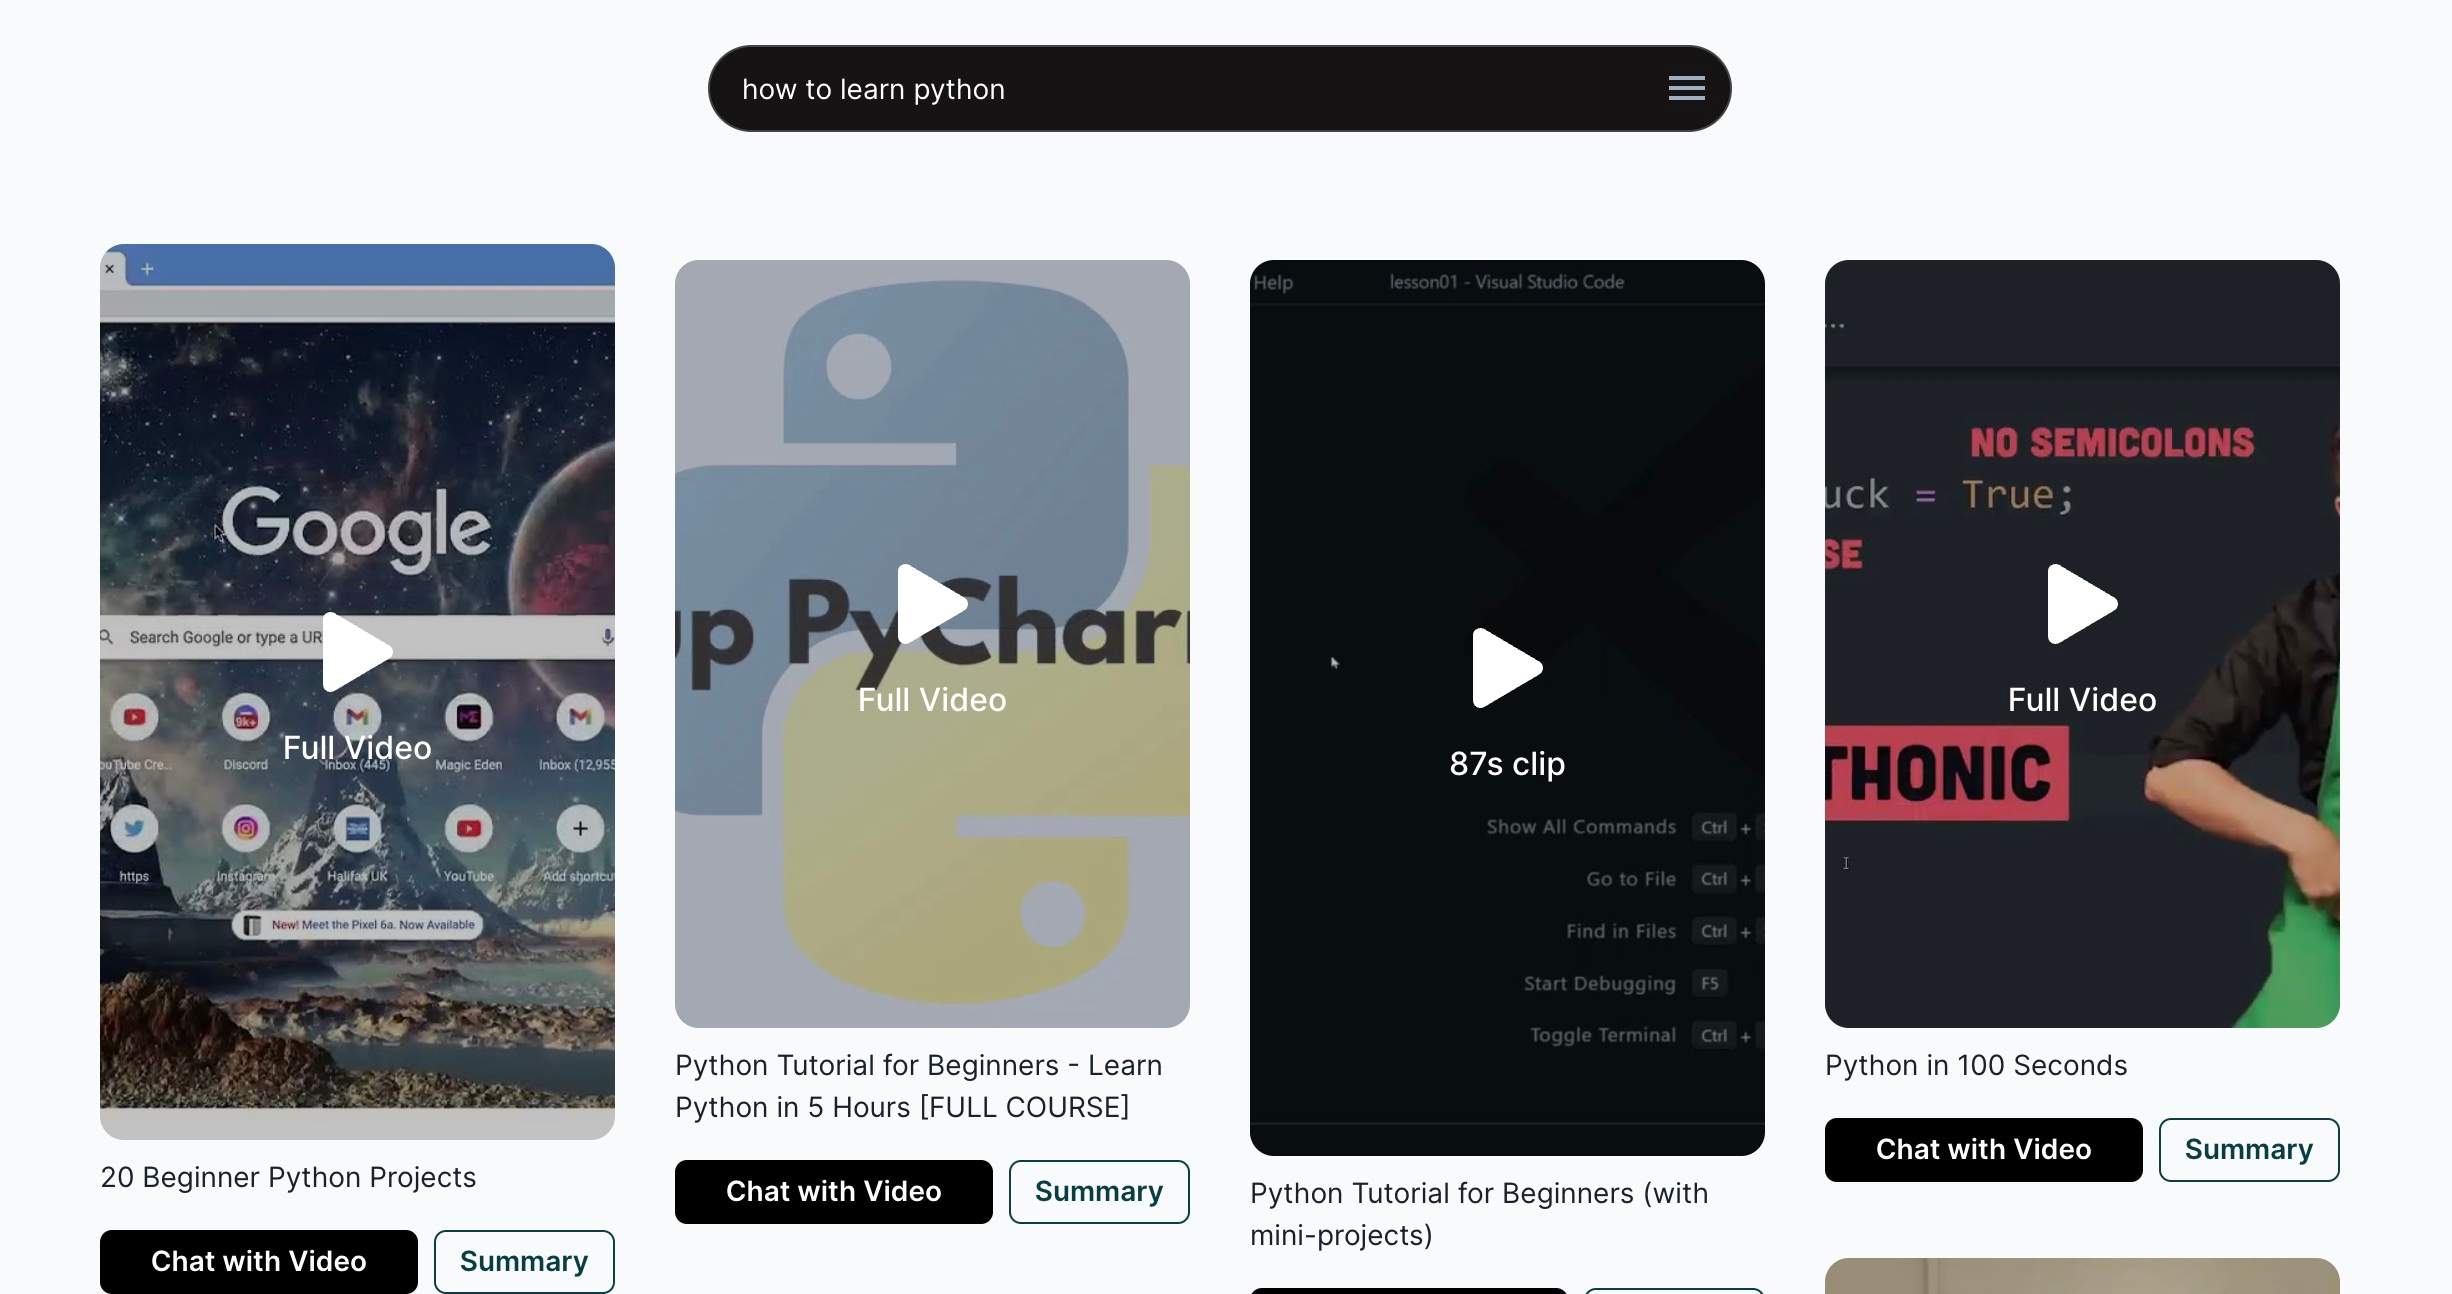 how to learn python
Google
Search Google or type a UR
Full Video
Discord
Inbox (445)
Magic Eden
Inbox (12,955
https
Instagram
Halifax UK
YouTube
Add shortcu
New! Meet the Pixel 6a. Now Available
20 Beginner Python Projects
Chat with Video
Summary
up PyChar
Full Video
Python Tutorial for Beginners - Learn
Python in 5 Hours [FULL COURSE]
Chat with Video
Summary
Help
lesson01 - Visual Studio Code
87s clip
Show All Commands Ctrl +
Go to File Ctrl +
Find in Files Ctrl +
Start Debugging F5
Toggle Terminal Ctrl +
Python Tutorial for Beginners (with
mini-projects)
...
NO SEMICOLONS
uck = True;
SE
Full Video
THONIC
Python in 100 Seconds
Chat with Video
Summary